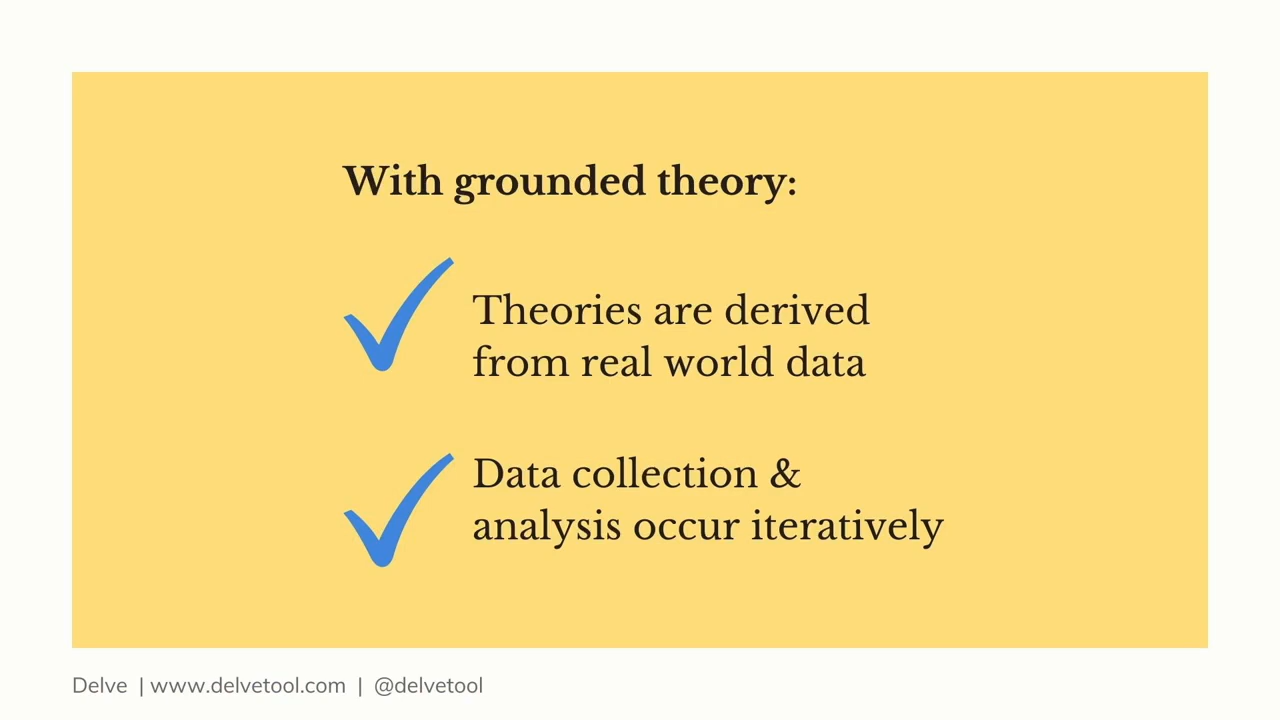 With grounded theory:
Theories are derived
from real world data
Data collection &
analysis occur iteratively
Delve | www.delvetool.com | @delvetool